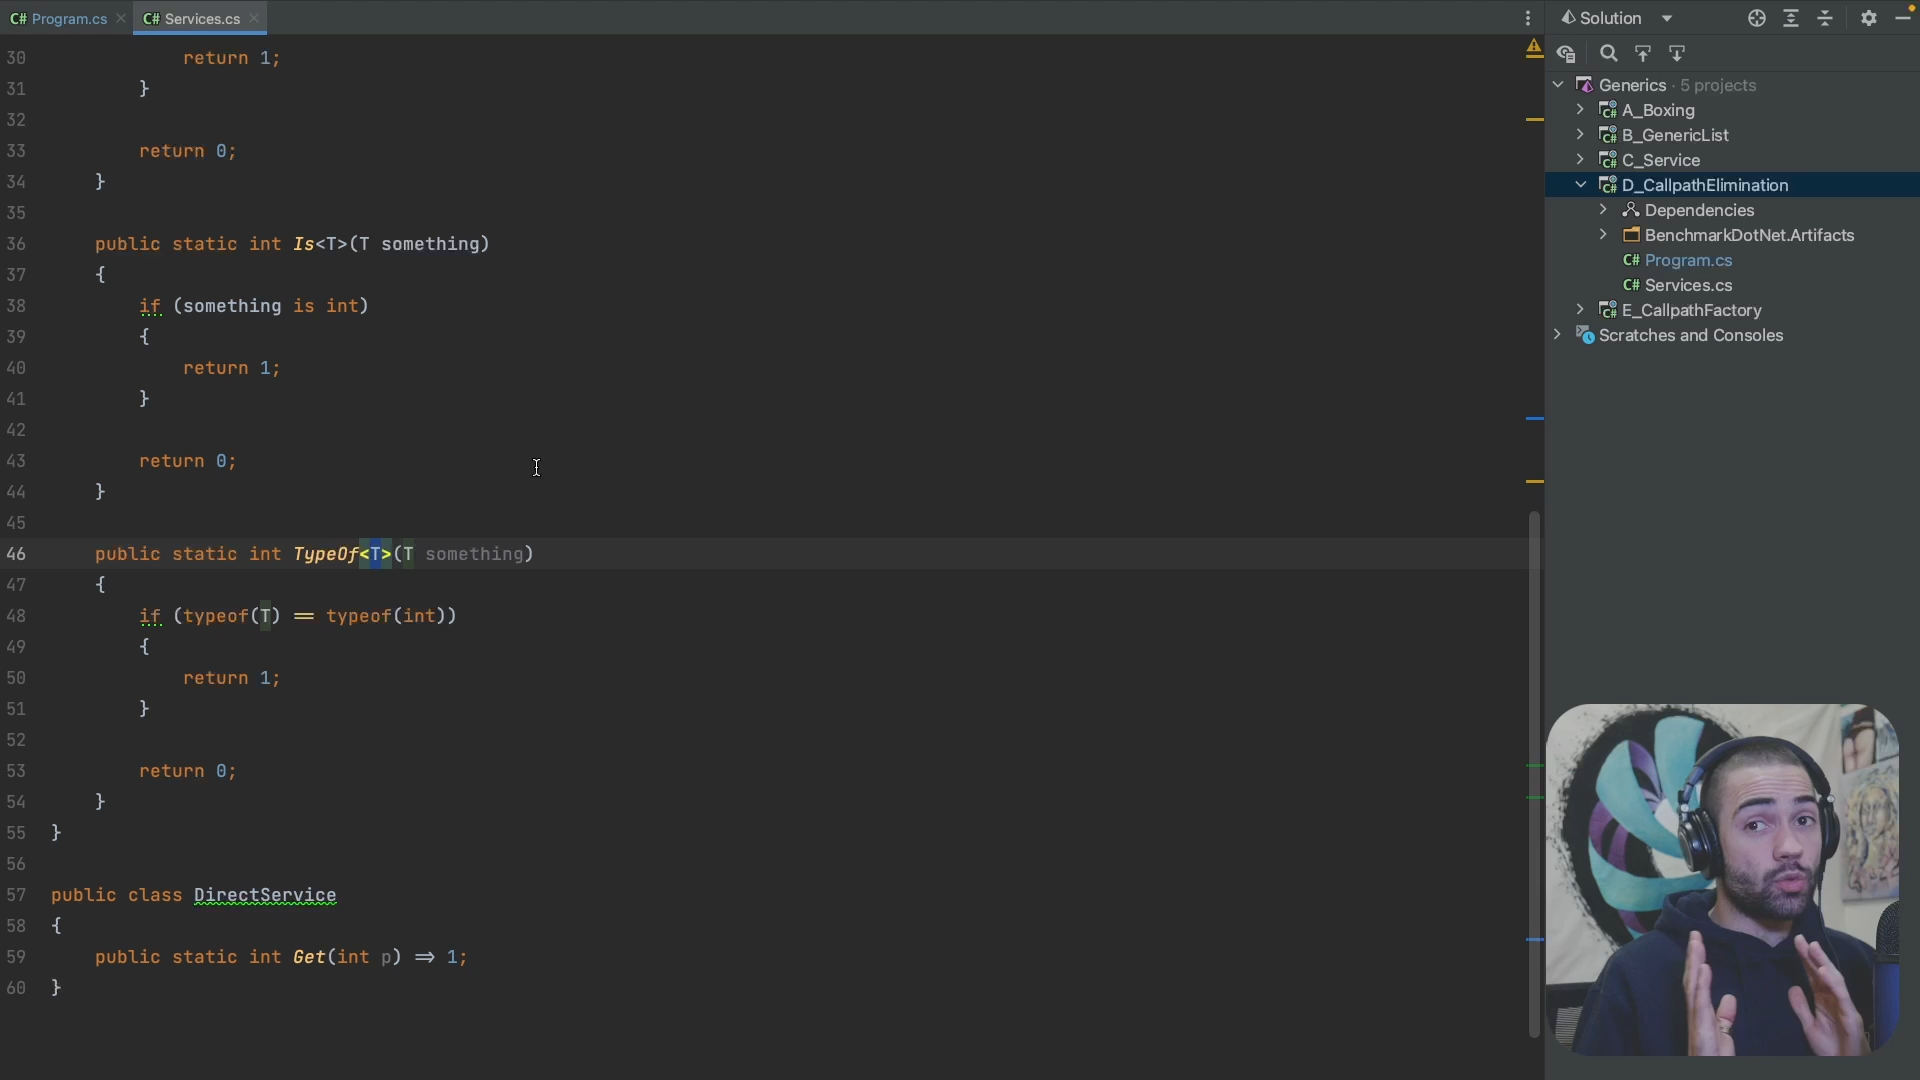 C# Program.cs
C# Services.cs
30 return 1;
31 }
32
33 return 0;
34 }
35
36 public static int Is<T>(T something)
37 {
38 if (something is int)
39 {
40 return 1;
41 }
42
43 return 0;
44 }
45
46 public static int TypeOf<T>(T something)
47 {
48 if (typeof(T) == typeof(int))
49 {
50 return 1;
51 }
52
53 return 0;
54 }
55 }
56
57 public class DirectService
58 {
59 public static int Get(int p) => 1;
60 }
Solution
Generics · 5 projects
C# A_Boxing
C# B_GenericList
C# C_Service
C# D_CallpathElimination
Dependencies
BenchmarkDotNet.Artifacts
C# Program.cs
C# Services.cs
C# E_CallpathFactory
Scratches and Consoles